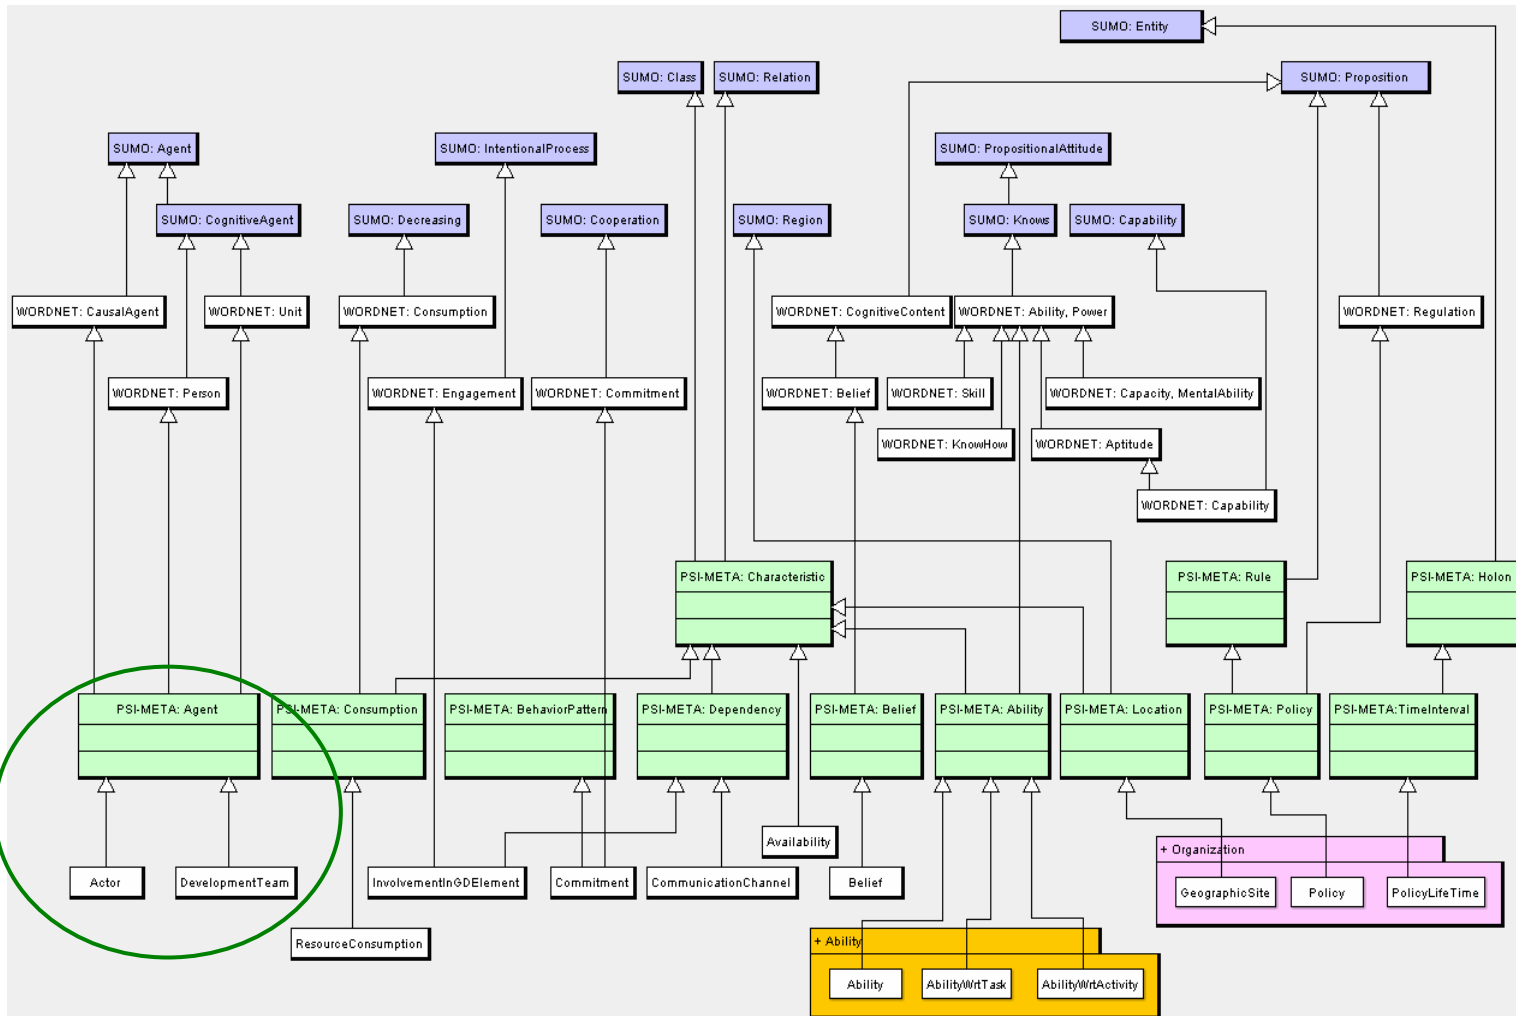 SUMO: Entity
SUMO: Class
SUMO: Relation
SUMO: Proposition
SUMO: Agent
SUMO: IntentionalProcess
SUMO: PropositionalAttitude
SUMO: CognitiveAgent
SUMO: Decreasing
SUMO: Cooperation
SUMO: Region
SUMO: Knows
SUMO: Capability
WORDNET: CausalAgent
WORDNET: Unit
WORDNET: Consumption
WORDNET: CognitiveContent
WORDNET: Ability, Power
WORDNET: Regulation
WORDNET: Person
WORDNET: Engagement
WORDNET: Commitment
WORDNET: Belief
WORDNET: Skill
WORDNET: Capacity, MentalAbility
WORDNET: KnowHow
WORDNET: Aptitude
WORDNET: Capability
PSI-META: Characteristic
PSI-META: Rule
PSI-META: Holon
PSI-META: Agent
PSI-META: Consumption
PSI-META: BehaviorPattern
PSI-META: Dependency
PSI-META: Belief
PSI-META: Ability
PSI-META: Location
PSI-META: Policy
PSI-META:TimeInterval
Availability
+ Organization
Actor
DevelopmentTeam
InvolvementInGDElement
Commitment
CommunicationChannel
Belief
GeographicSite
Policy
PolicyLifeTime
ResourceConsumption
+ Ability
Ability
AbilityWrtTask
AbilityWrtActivity